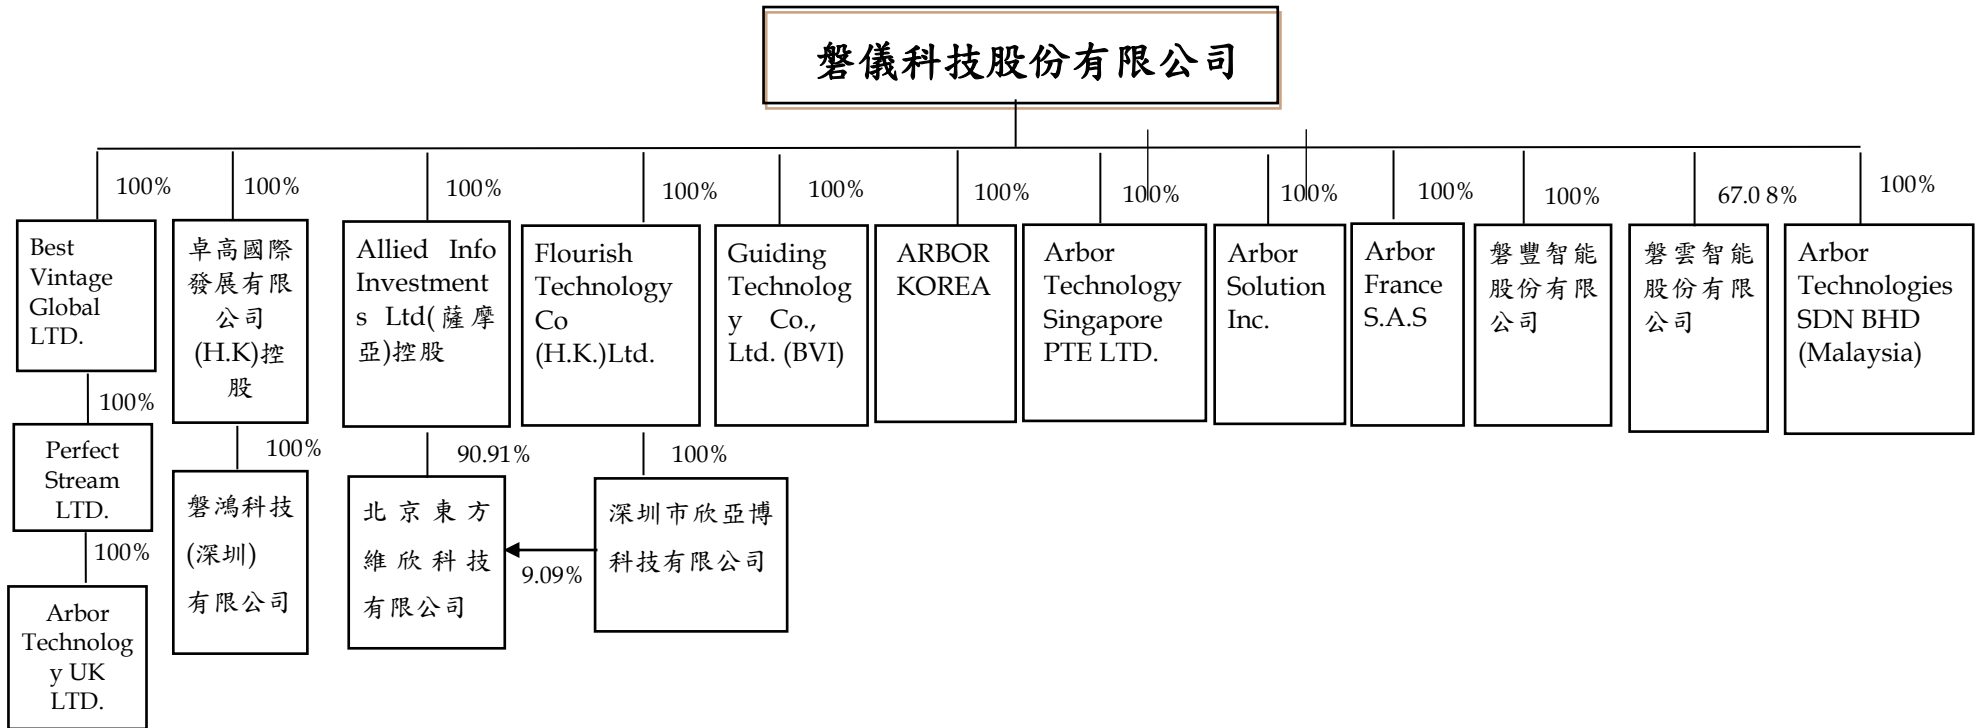 磐儀科技股份有限公司
100%
100%
100%
100%
100%
100%
100%
100%
100%
100%
67.0 8%
100%
Best
Vintage
Global
LTD.
卓高國際
發展有限
公司
(H.K)控
股
Allied Info
Investment
s Ltd(薩摩
亞)控股
Flourish
Technology
Co
(H.K.)Ltd.
Guiding
Technolog
y Co.,
Ltd. (BVI)
ARBOR
KOREA
Arbor
Technology
Singapore
PTE LTD.
Arbor
Solution
Inc.
Arbor
France
S.A.S
磐豐智能
股份有限
公司
磐雲智能
股份有限
公司
Arbor
Technologies
SDN BHD
(Malaysia)
100%
100%
90.91%
100%
Perfect
Stream
LTD.
磐鴻科技
(深圳)
有限公司
北京東方
維欣科技
有限公司
9.09%
深圳市欣亞博
科技有限公司
100%
Arbor
Technolog
y UK
LTD.